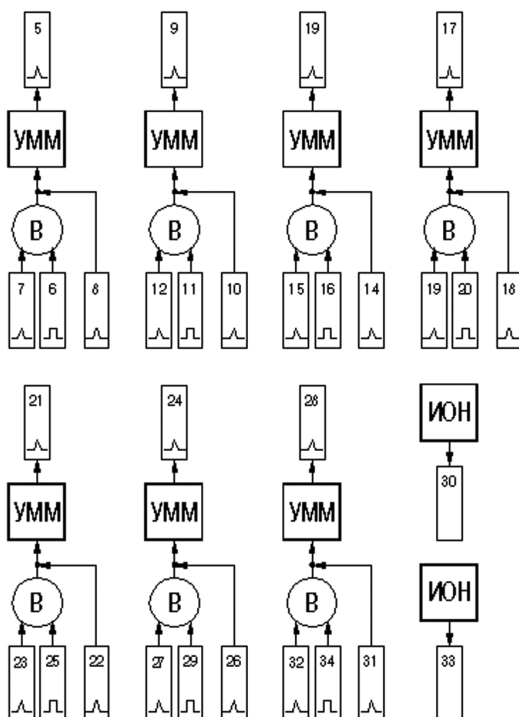 5 9 19 17
УММ УММ УММ УММ
В В В В
7 6 8 12 11 10 15 16 14 19 20 18
21 24 28 ИОН
30
УММ УММ УММ
ИОН
В В В
23 25 22 27 29 26 32 34 31 33